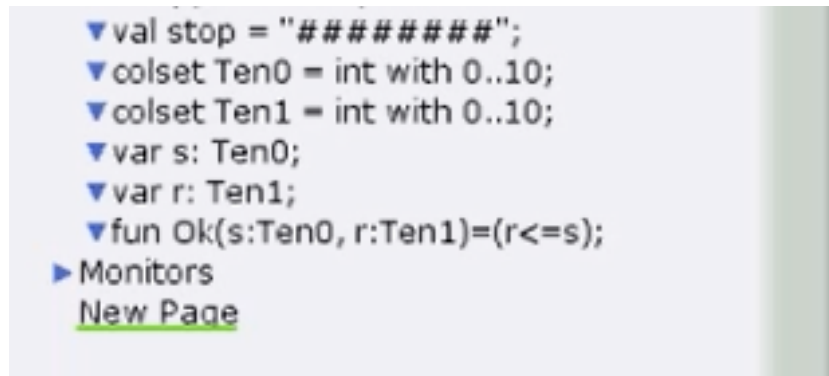 val stop = "########";
colset Ten0 = int with 0..10;
colset Ten1 = int with 0..10;
var s: Ten0;
var r: Ten1;
fun Ok(s:Ten0, r:Ten1)=(r<=s);
Monitors
New Page